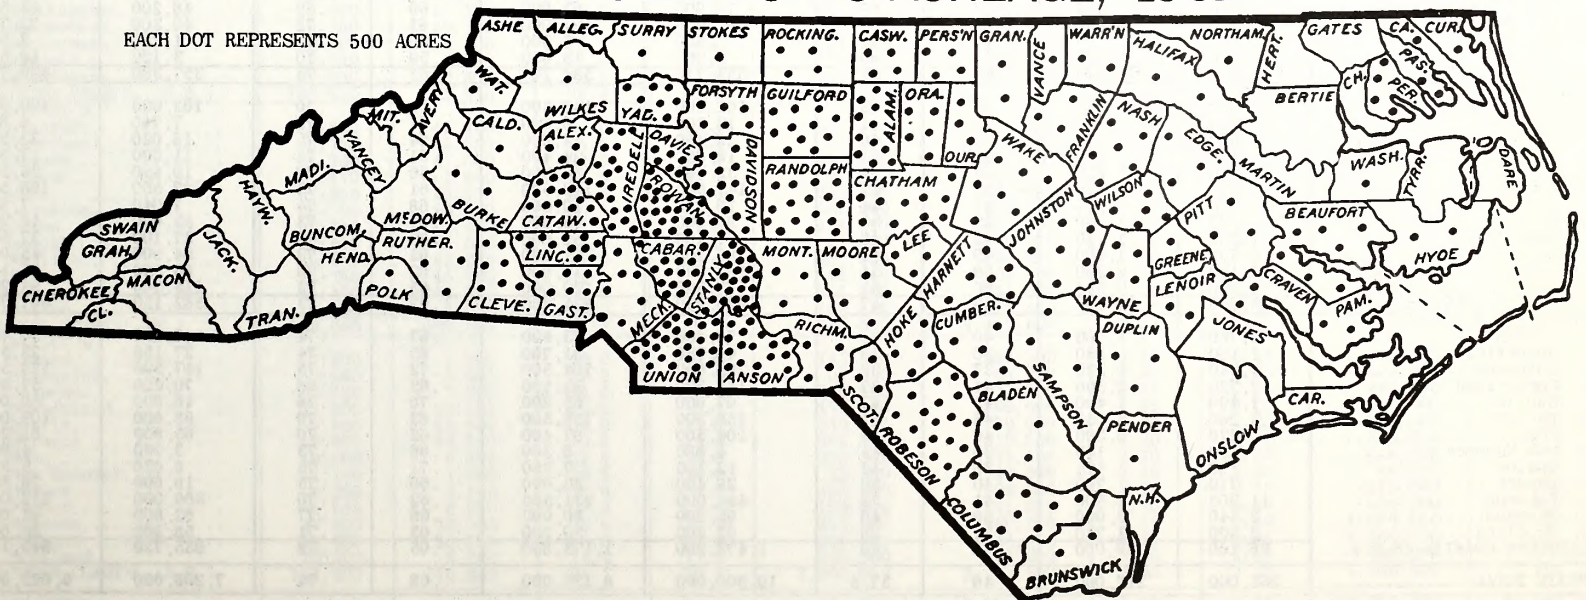 EACH DOT REPRESENTS 500 ACRES
ASHE ALLEG. SURRY STOKES ROCKING. CASW. PERS'N GRAN. VANCE WARR'N HALIFAX NORTHAM. HERT. GATES CA. CUR.
PAS.
PER.
CH.
WAT. WILKES YAD. FORSYTH GUILFORD ALAM. ORA. DUR. FRANKLIN NASH BERTIE
MIT. AVERY CALD. ALEX. IREDELL DAVIE DAVIDSON RANDOLPH CHATHAM WAKE EDGE. MARTIN WASH. TYRR. DARE
MADI. YANCEY BURKE CATAW. ROWAN JOHNSTON WILSON PITT BEAUFORT HYDE
SWAIN HAYW. BUNCOM. McDOW. RUTHER. LINC. CABAR. STANLY MONT. MOORE LEE HARNETT GREENE
GRAH. JACK. HEND. LENOIR CRAVEN PAM.
CHEROKEE MACON TRAN. POLK CLEVE. GAST. MECK. RICHM. HOKE CUMBER. WAYNE DUPLIN JONES
CL.
UNION ANSON SCOT. ROBESON BLADEN SAMPSON PENDER ONSLOW CAR.
COLUMBUS N.H.
BRUNSWICK